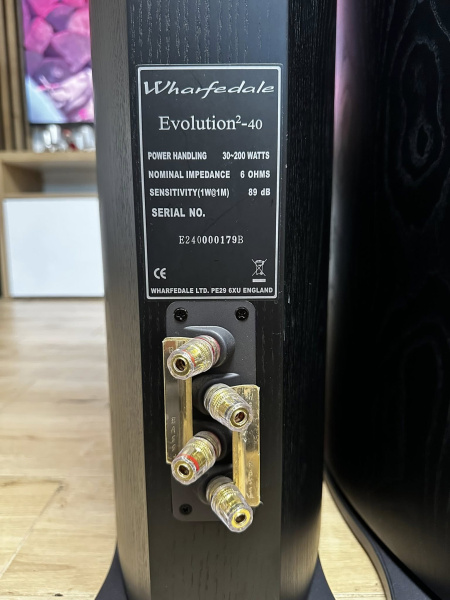 Wharfedale
Evolution²-40
POWER HANDLING 30~200 WATTS
NOMINAL IMPEDANCE 6 OHMS
SENSITIVITY(1W@1M) 89 dB
SERIAL NO.
E240000179B
CE
WHARFEDALE LTD. PE29 6XU ENGLAND
BASS